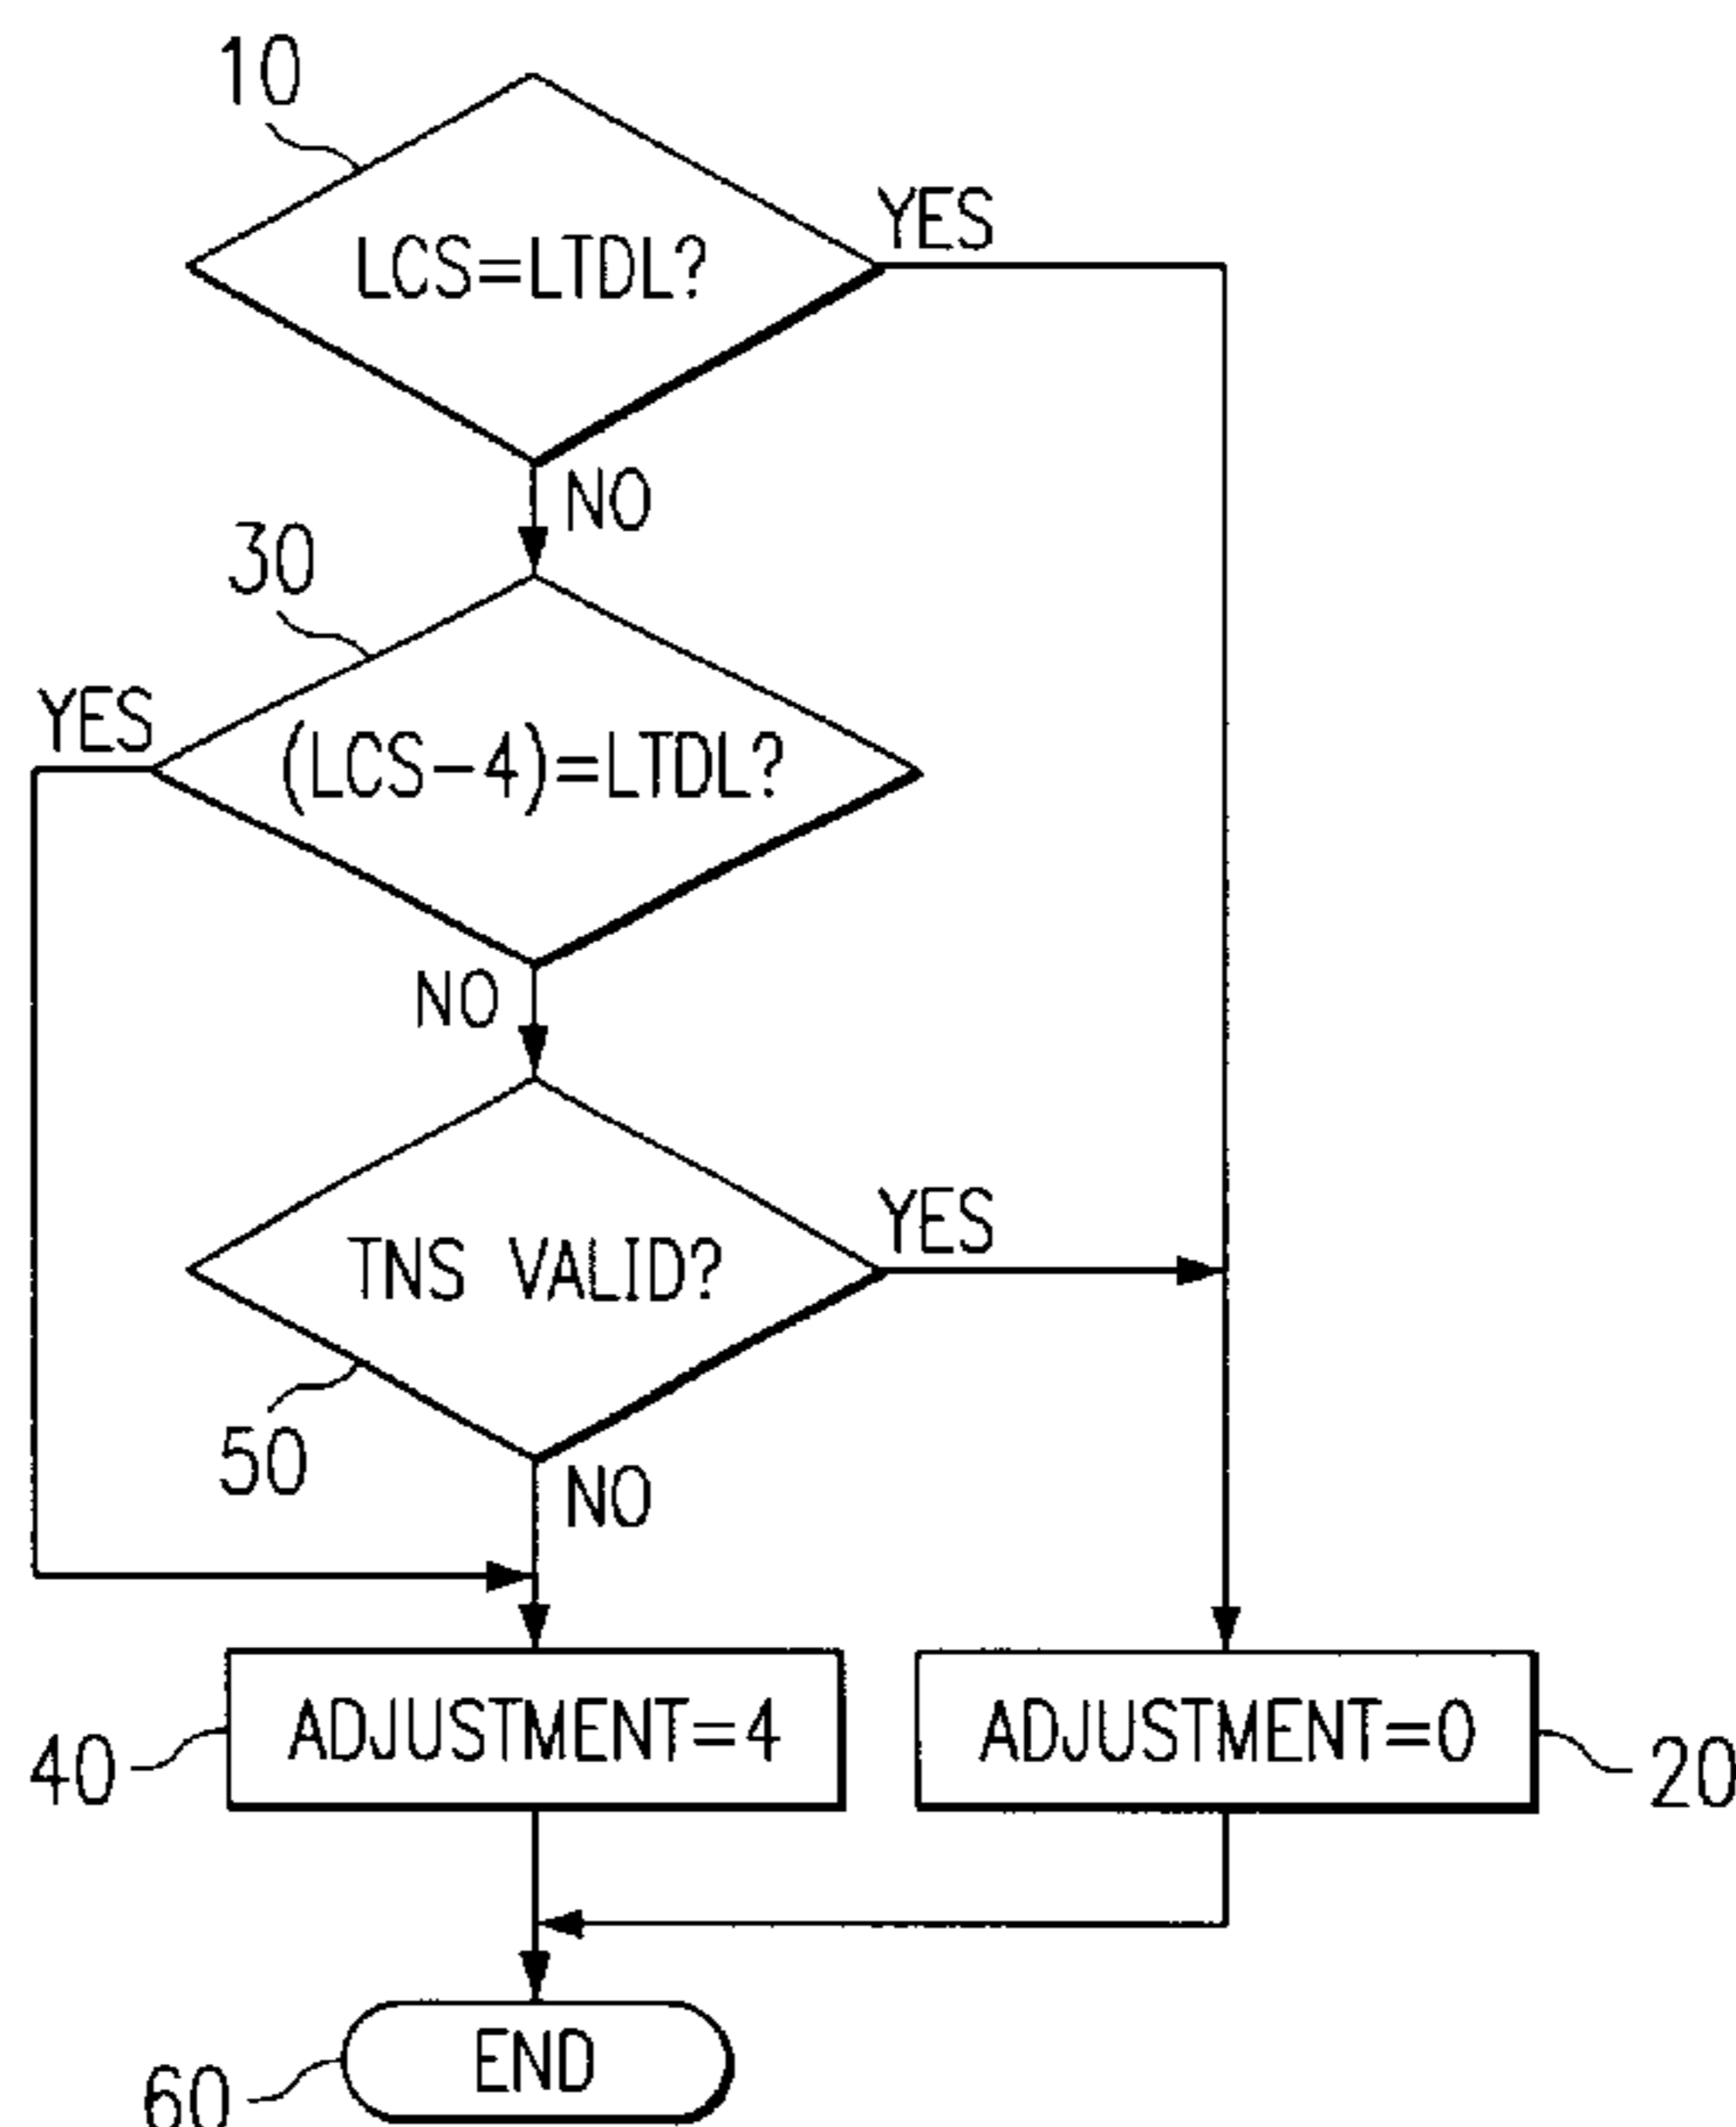 10
LCS=LTDL?
YES
NO
30
YES
(LCS-4)=LTDL?
NO
TNS VALID?
YES
50
NO
ADJUSTMENT=4
ADJUSTMENT=0
40
20
END
60